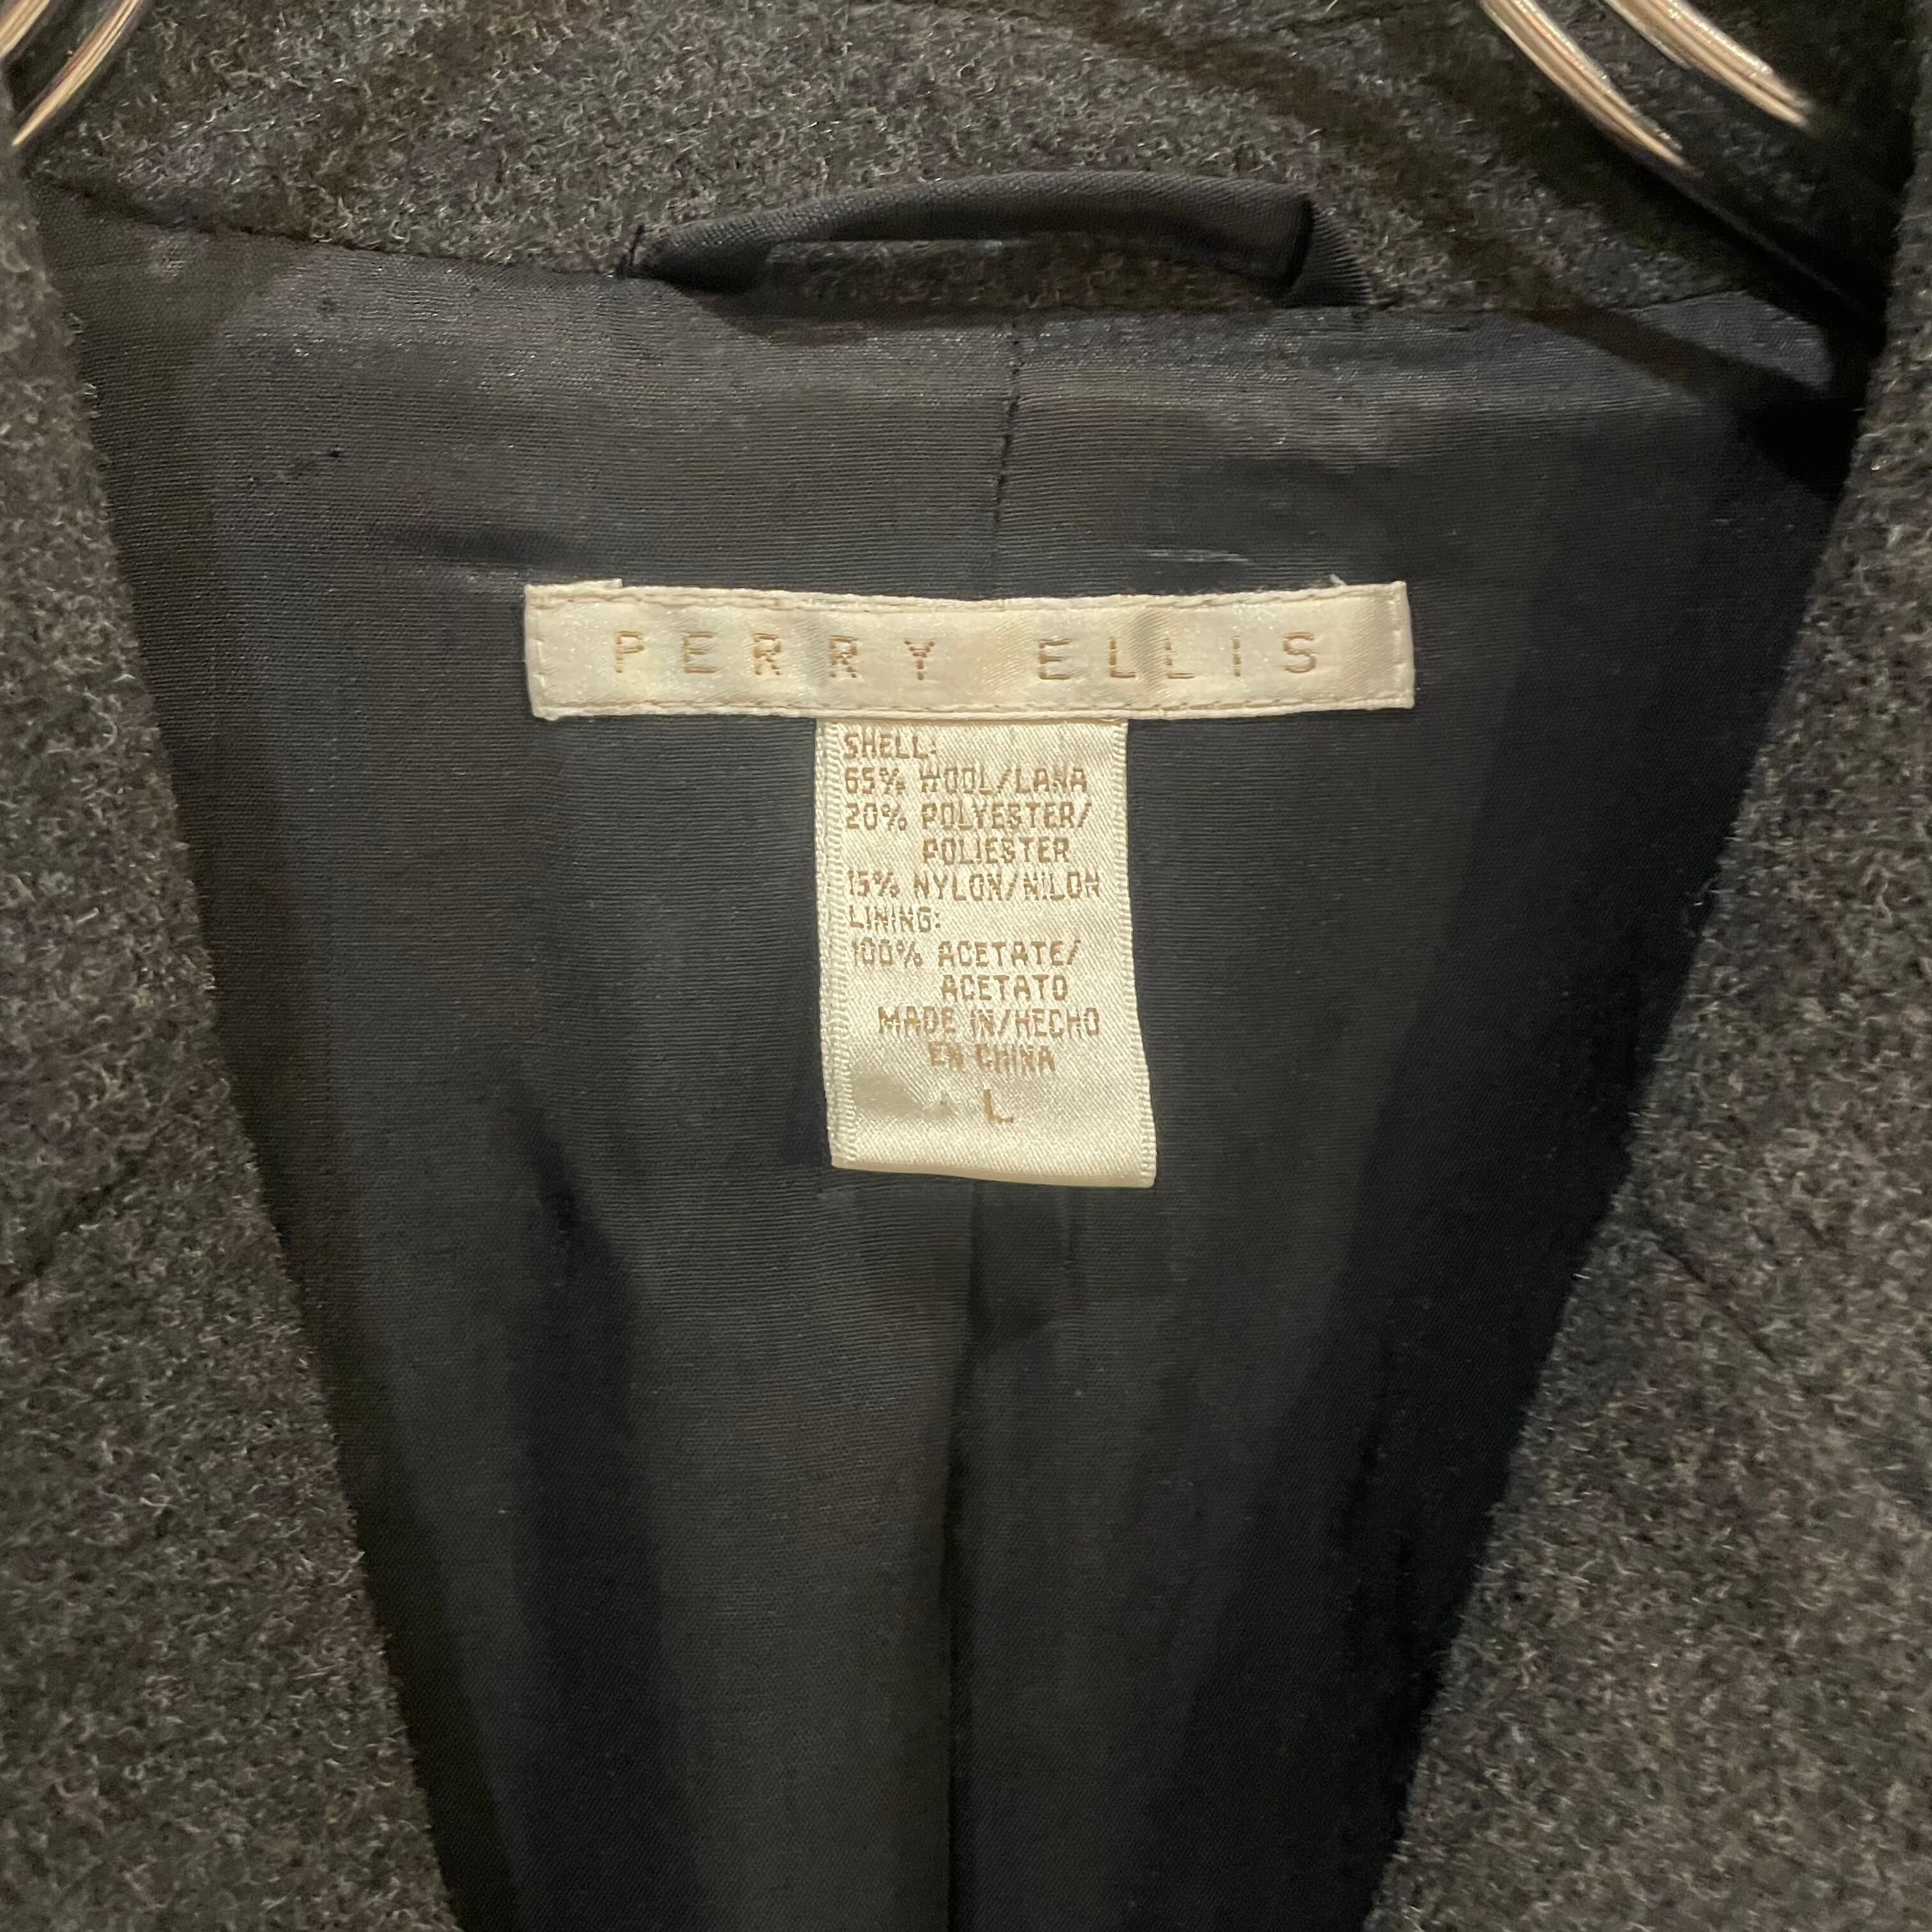 PERRY ELLIS
SHELL:
65% WOOL/LANA
20% POLYESTER/
POLIESTER
15% NYLON/NILON
LINING:
100% ACETATE/
ACETATO
MADE IN/HECHO
EN CHINA
L